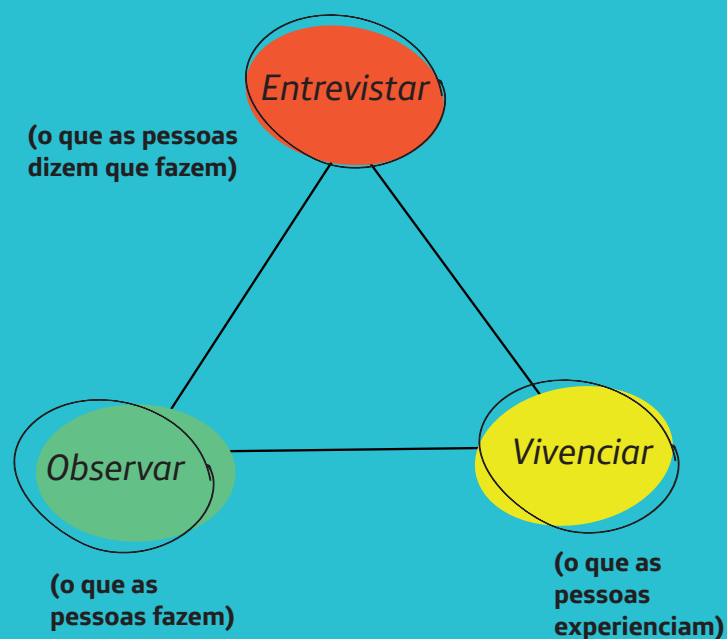 Entrevistar
(o que as pessoas
dizem que fazem)
Observar
(o que as
pessoas fazem)
Vivenciar
(o que as
pessoas
experienciam)